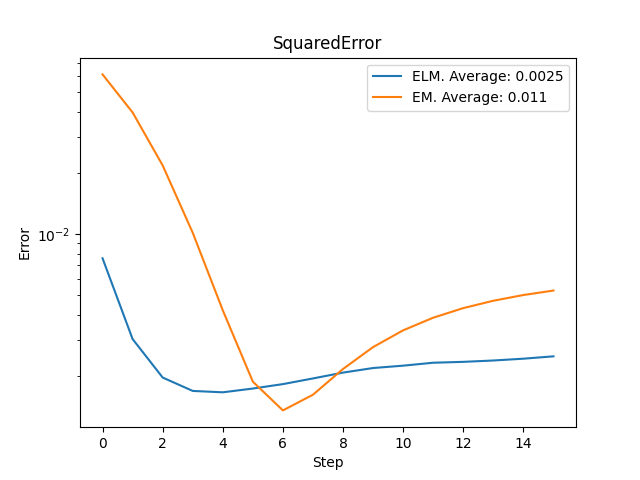 SquaredError
ELM. Average: 0.0025
EM. Average: 0.011
Error
10⁻²
0 2 4 6 8 10 12 14
Step